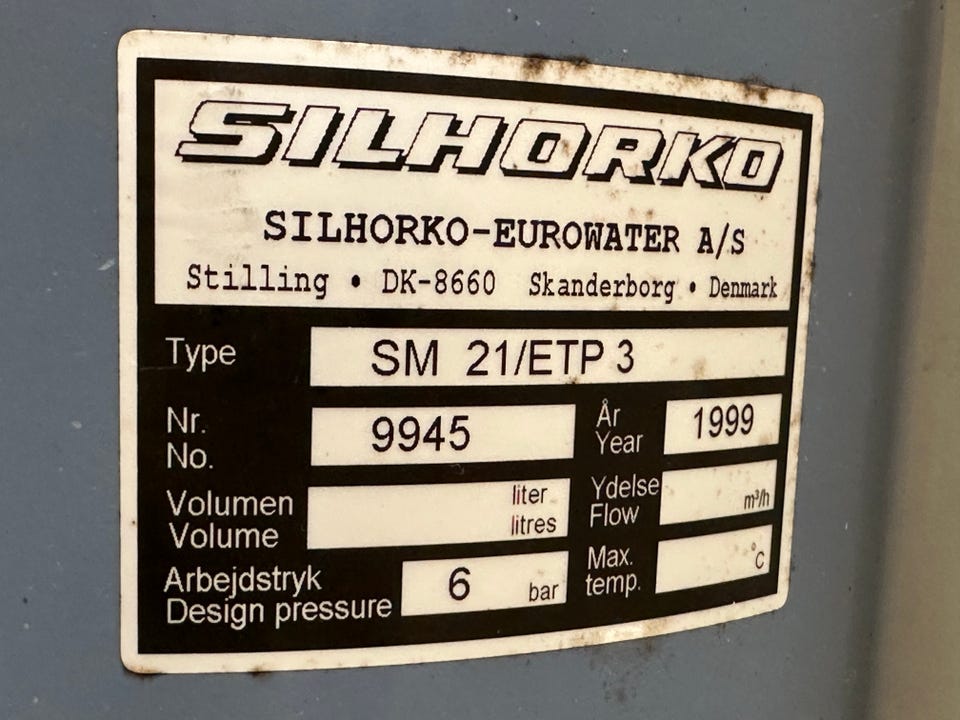 SILHORKO
SILHORKO-EUROWATER A/S
Stilling • DK-8660 Skanderborg • Denmark
Type SM 21/ETP 3
Nr. No. 9945 År Year 1999
Volumen Volume liter litres Ydelse Flow m³/h
Arbejdstryk Design pressure 6 bar Max. temp. °C